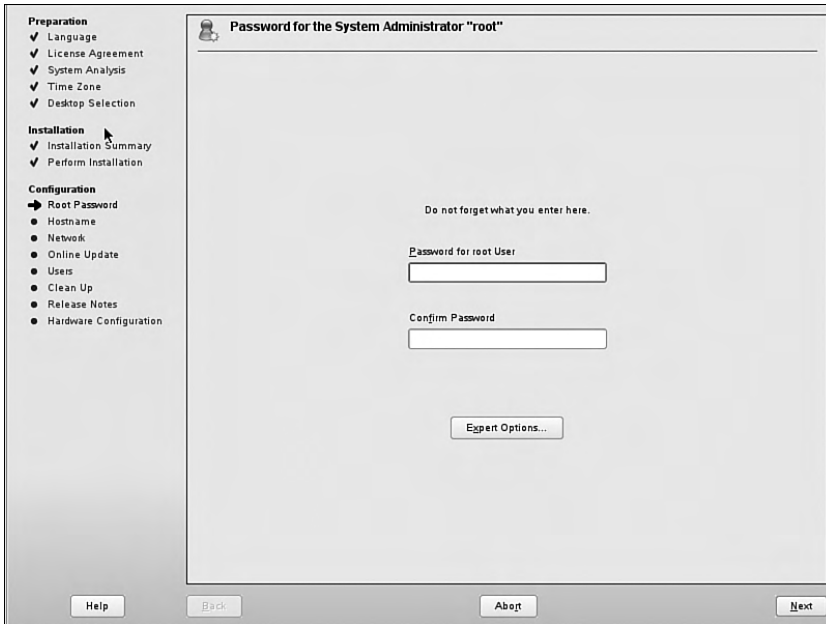 Preparation
Language
License Agreement
System Analysis
Time Zone
Desktop Selection
Installation
Installation Summary
Perform Installation
Configuration
Root Password
Hostname
Network
Online Update
Users
Clean Up
Release Notes
Hardware Configuration
Password for the System Administrator "root"
Do not forget what you enter here.
Password for root User
Confirm Password
Expert Options...
Help
Back
Abort
Next